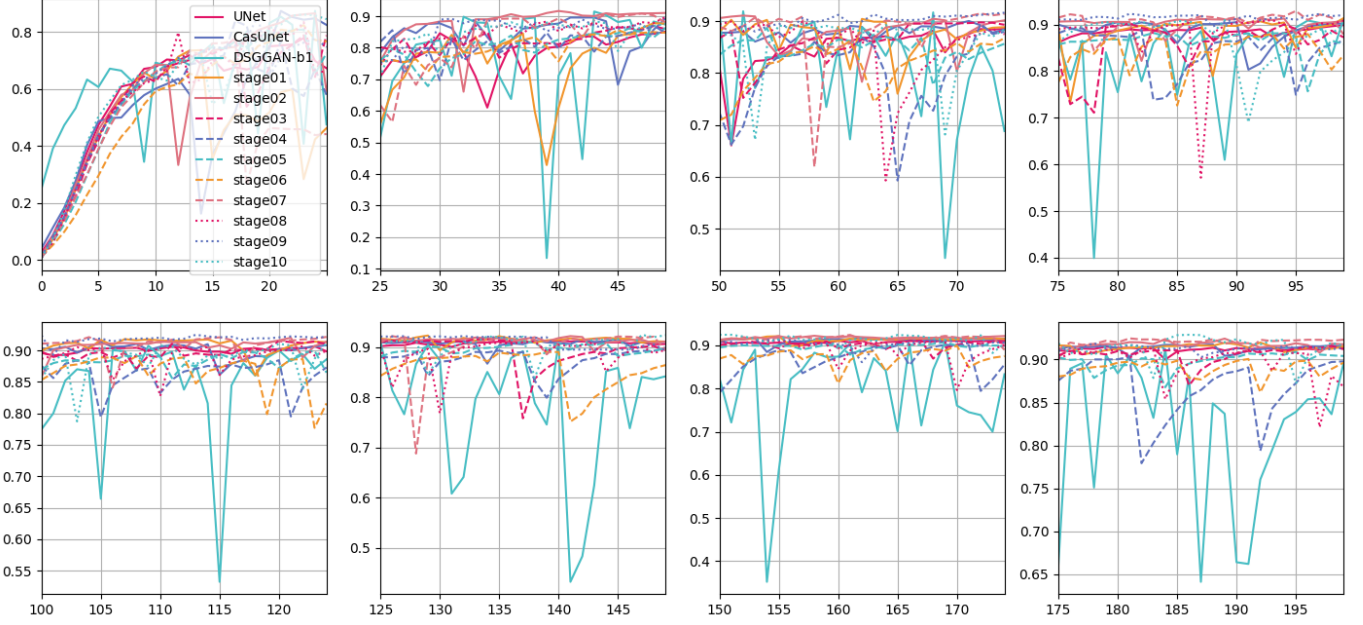 UNet
CasUnet
DSGGAN-b1
stage01
stage02
stage03
stage04
stage05
stage06
stage07
stage08
stage09
stage10
0.8
0.6
0.4
0.2
0.0
0 5 10 15 20
0.9
0.8
0.7
0.6
0.5
0.4
0.3
0.2
0.1
25 30 35 40 45
0.9
0.8
0.7
0.6
0.5
50 55 60 65 70
0.9
0.8
0.7
0.6
0.5
0.4
75 80 85 90 95
0.90
0.85
0.80
0.75
0.70
0.65
0.60
0.55
100 105 110 115 120
0.9
0.8
0.7
0.6
0.5
125 130 135 140 145
0.9
0.8
0.7
0.6
0.5
0.4
150 155 160 165 170
0.90
0.85
0.80
0.75
0.70
0.65
175 180 185 190 195